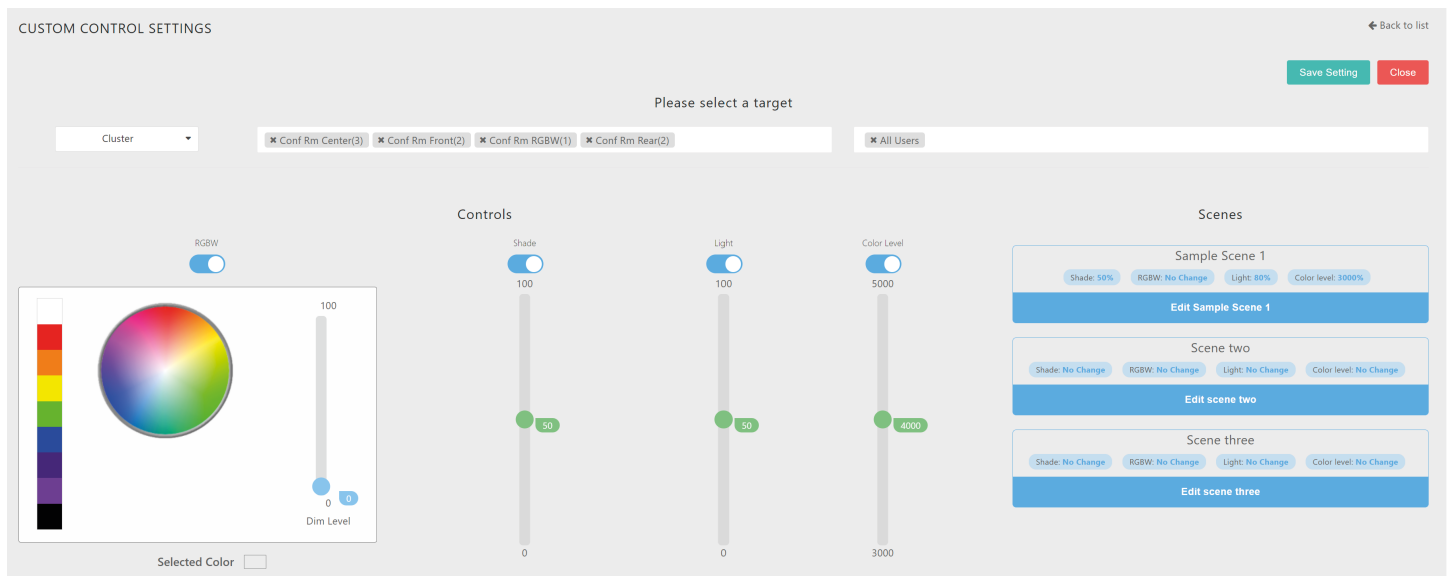 CUSTOM CONTROL SETTINGS
Back to list
Save Setting
Close
Please select a target
Cluster
Conf Rm Center(3)
Conf Rm Front(2)
Conf Rm RGBW(1)
Conf Rm Rear(2)
All Users
Controls
RGBW
100
0
0
Dim Level
Selected Color
Shade
100
50
0
Light
100
50
0
Color Level
5000
4000
3000
Scenes
Sample Scene 1
Shade: 50% RGBW: No Change Light: 80% Color level: 3000%
Edit Sample Scene 1
Scene two
Shade: No Change RGBW: No Change Light: No Change Color level: No Change
Edit scene two
Scene three
Shade: No Change RGBW: No Change Light: No Change Color level: No Change
Edit scene three